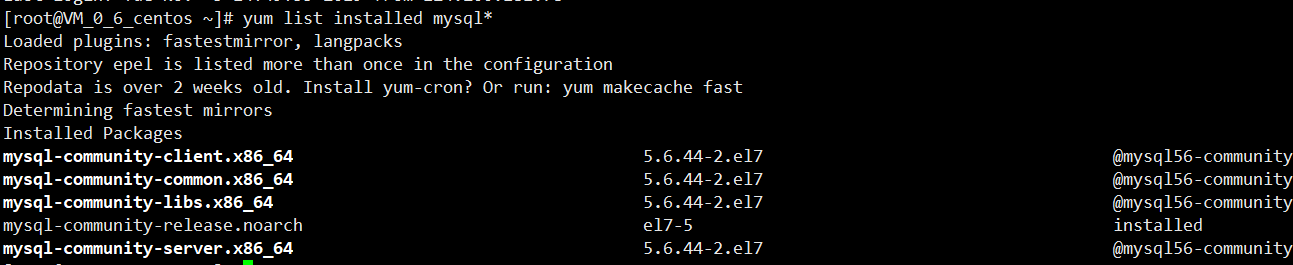 [root@VM_0_6_centos ~]# yum list installed mysql*
Loaded plugins: fastestmirror, langpacks
Repository epel is listed more than once in the configuration
Repodata is over 2 weeks old. Install yum-cron? Or run: yum makecache fast
Determining fastest mirrors
Installed Packages
mysql-community-client.x86_64 5.6.44-2.el7 @mysql56-community
mysql-community-common.x86_64 5.6.44-2.el7 @mysql56-community
mysql-community-libs.x86_64 5.6.44-2.el7 @mysql56-community
mysql-community-release.noarch el7-5 installed
mysql-community-server.x86_64 5.6.44-2.el7 @mysql56-community